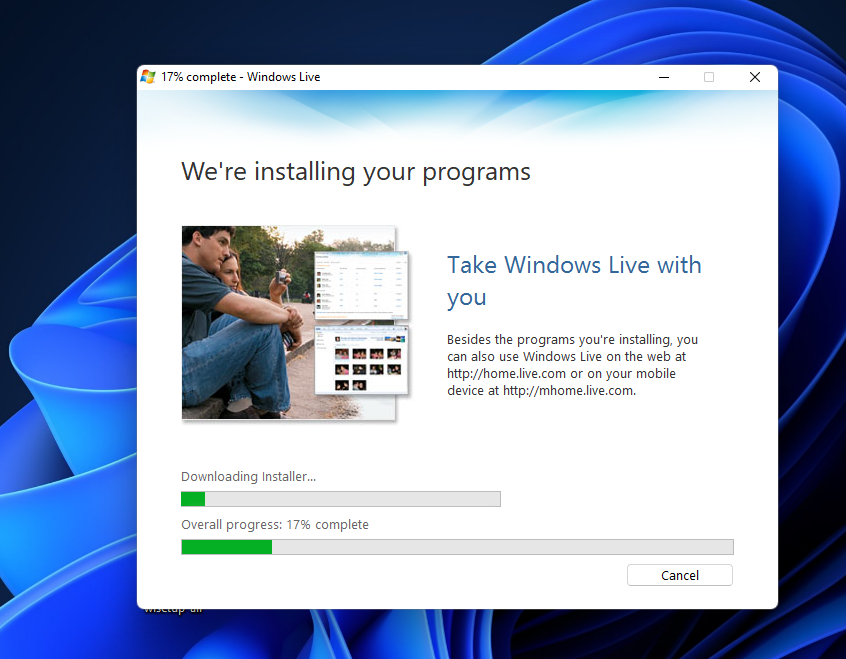 17% complete - Windows Live
We're installing your programs
Take Windows Live with
you
Besides the programs you're installing, you
can also use Windows Live on the web at
http://home.live.com or on your mobile
device at http://mhome.live.com.
Downloading Installer...
Overall progress: 17% complete
Cancel
wlsetup-all